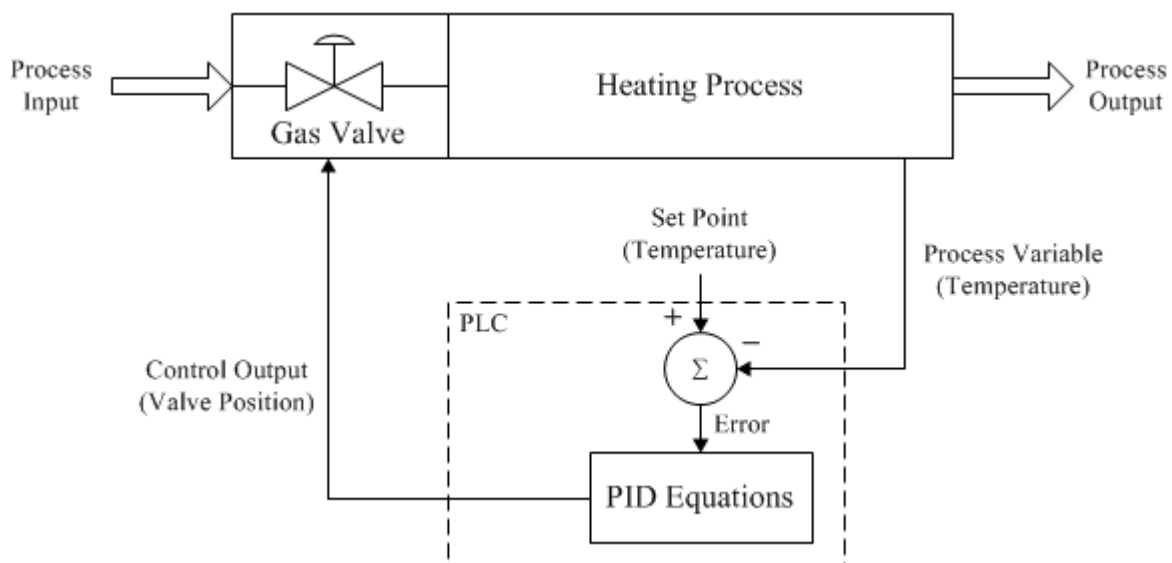 Process
Input
Gas Valve
Heating Process
Process
Output
Set Point
(Temperature)
Process Variable
(Temperature)
PLC
+
−
Σ
Control Output
(Valve Position)
Error
PID Equations